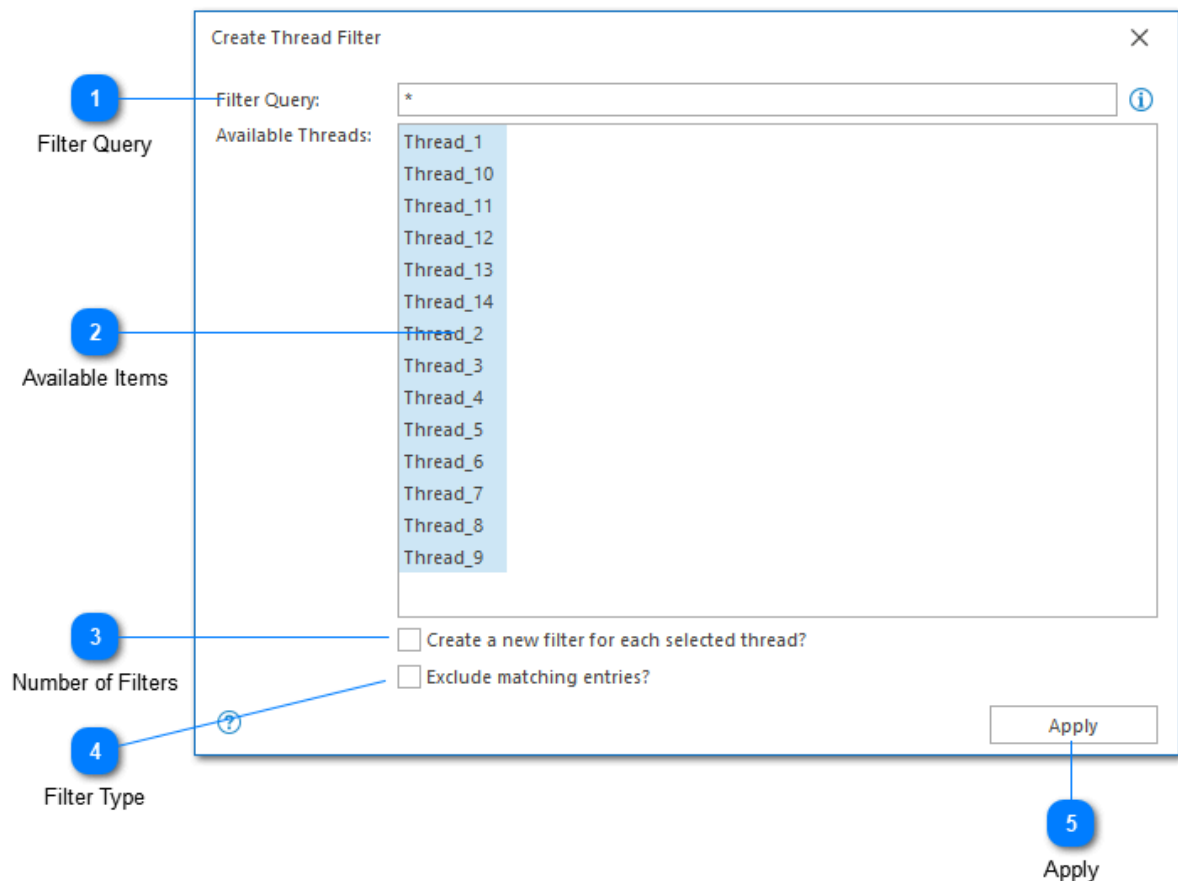 Create Thread Filter
1
Filter Query
Filter Query:
*
Available Threads:
Thread_1
Thread_10
Thread_11
Thread_12
Thread_13
Thread_14
Thread_2
Thread_3
Thread_4
Thread_5
Thread_6
Thread_7
Thread_8
Thread_9
2
Available Items
3
Number of Filters
Create a new filter for each selected thread?
Exclude matching entries?
4
Filter Type
?
Apply
5
Apply